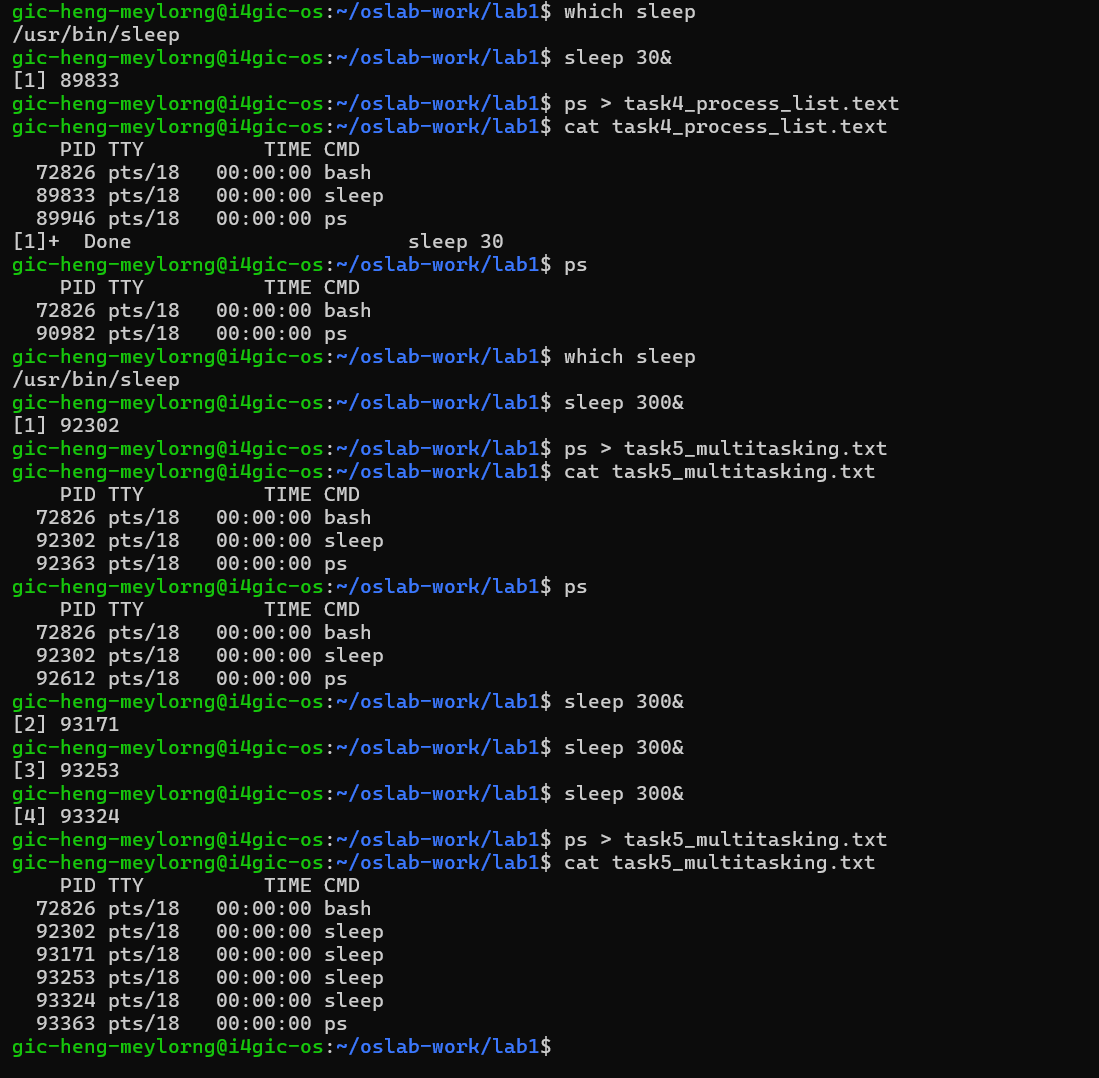 gic-heng-meylorng@i4gic-os:~/oslab-work/lab1$ which sleep
/usr/bin/sleep
gic-heng-meylorng@i4gic-os:~/oslab-work/lab1$ sleep 30&
[1] 89833
gic-heng-meylorng@i4gic-os:~/oslab-work/lab1$ ps > task4_process_list.text
gic-heng-meylorng@i4gic-os:~/oslab-work/lab1$ cat task4_process_list.text
    PID TTY          TIME CMD
  72826 pts/18   00:00:00 bash
  89833 pts/18   00:00:00 sleep
  89946 pts/18   00:00:00 ps
[1]+  Done                       sleep 30
gic-heng-meylorng@i4gic-os:~/oslab-work/lab1$ ps
    PID TTY          TIME CMD
  72826 pts/18   00:00:00 bash
  90982 pts/18   00:00:00 ps
gic-heng-meylorng@i4gic-os:~/oslab-work/lab1$ which sleep
/usr/bin/sleep
gic-heng-meylorng@i4gic-os:~/oslab-work/lab1$ sleep 300&
[1] 92302
gic-heng-meylorng@i4gic-os:~/oslab-work/lab1$ ps > task5_multitasking.txt
gic-heng-meylorng@i4gic-os:~/oslab-work/lab1$ cat task5_multitasking.txt
    PID TTY          TIME CMD
  72826 pts/18   00:00:00 bash
  92302 pts/18   00:00:00 sleep
  92363 pts/18   00:00:00 ps
gic-heng-meylorng@i4gic-os:~/oslab-work/lab1$ ps
    PID TTY          TIME CMD
  72826 pts/18   00:00:00 bash
  92302 pts/18   00:00:00 sleep
  92612 pts/18   00:00:00 ps
gic-heng-meylorng@i4gic-os:~/oslab-work/lab1$ sleep 300&
[2] 93171
gic-heng-meylorng@i4gic-os:~/oslab-work/lab1$ sleep 300&
[3] 93253
gic-heng-meylorng@i4gic-os:~/oslab-work/lab1$ sleep 300&
[4] 93324
gic-heng-meylorng@i4gic-os:~/oslab-work/lab1$ ps > task5_multitasking.txt
gic-heng-meylorng@i4gic-os:~/oslab-work/lab1$ cat task5_multitasking.txt
    PID TTY          TIME CMD
  72826 pts/18   00:00:00 bash
  92302 pts/18   00:00:00 sleep
  93171 pts/18   00:00:00 sleep
  93253 pts/18   00:00:00 sleep
  93324 pts/18   00:00:00 sleep
  93363 pts/18   00:00:00 ps
gic-heng-meylorng@i4gic-os:~/oslab-work/lab1$